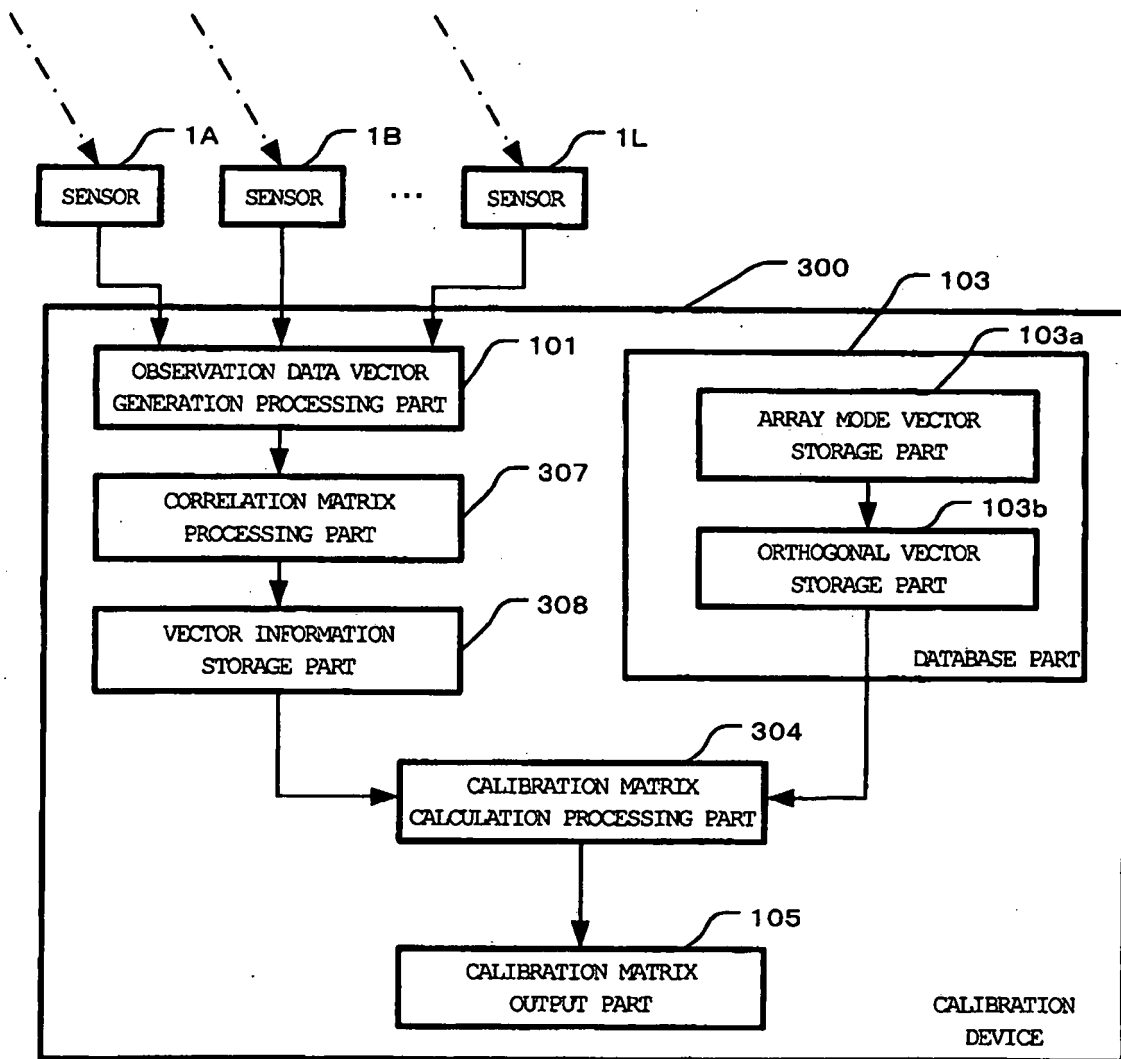 1A
1B
1L
SENSOR
SENSOR
...
SENSOR
300
103
103a
101
OBSERVATION DATA VECTOR
GENERATION PROCESSING PART
ARRAY MODE VECTOR
STORAGE PART
307
CORRELATION MATRIX
PROCESSING PART
103b
ORTHOGONAL VECTOR
STORAGE PART
308
VECTOR INFORMATION
STORAGE PART
DATABASE PART
304
CALIBRATION MATRIX
CALCULATION PROCESSING PART
105
CALIBRATION MATRIX
OUTPUT PART
CALIBRATION
DEVICE